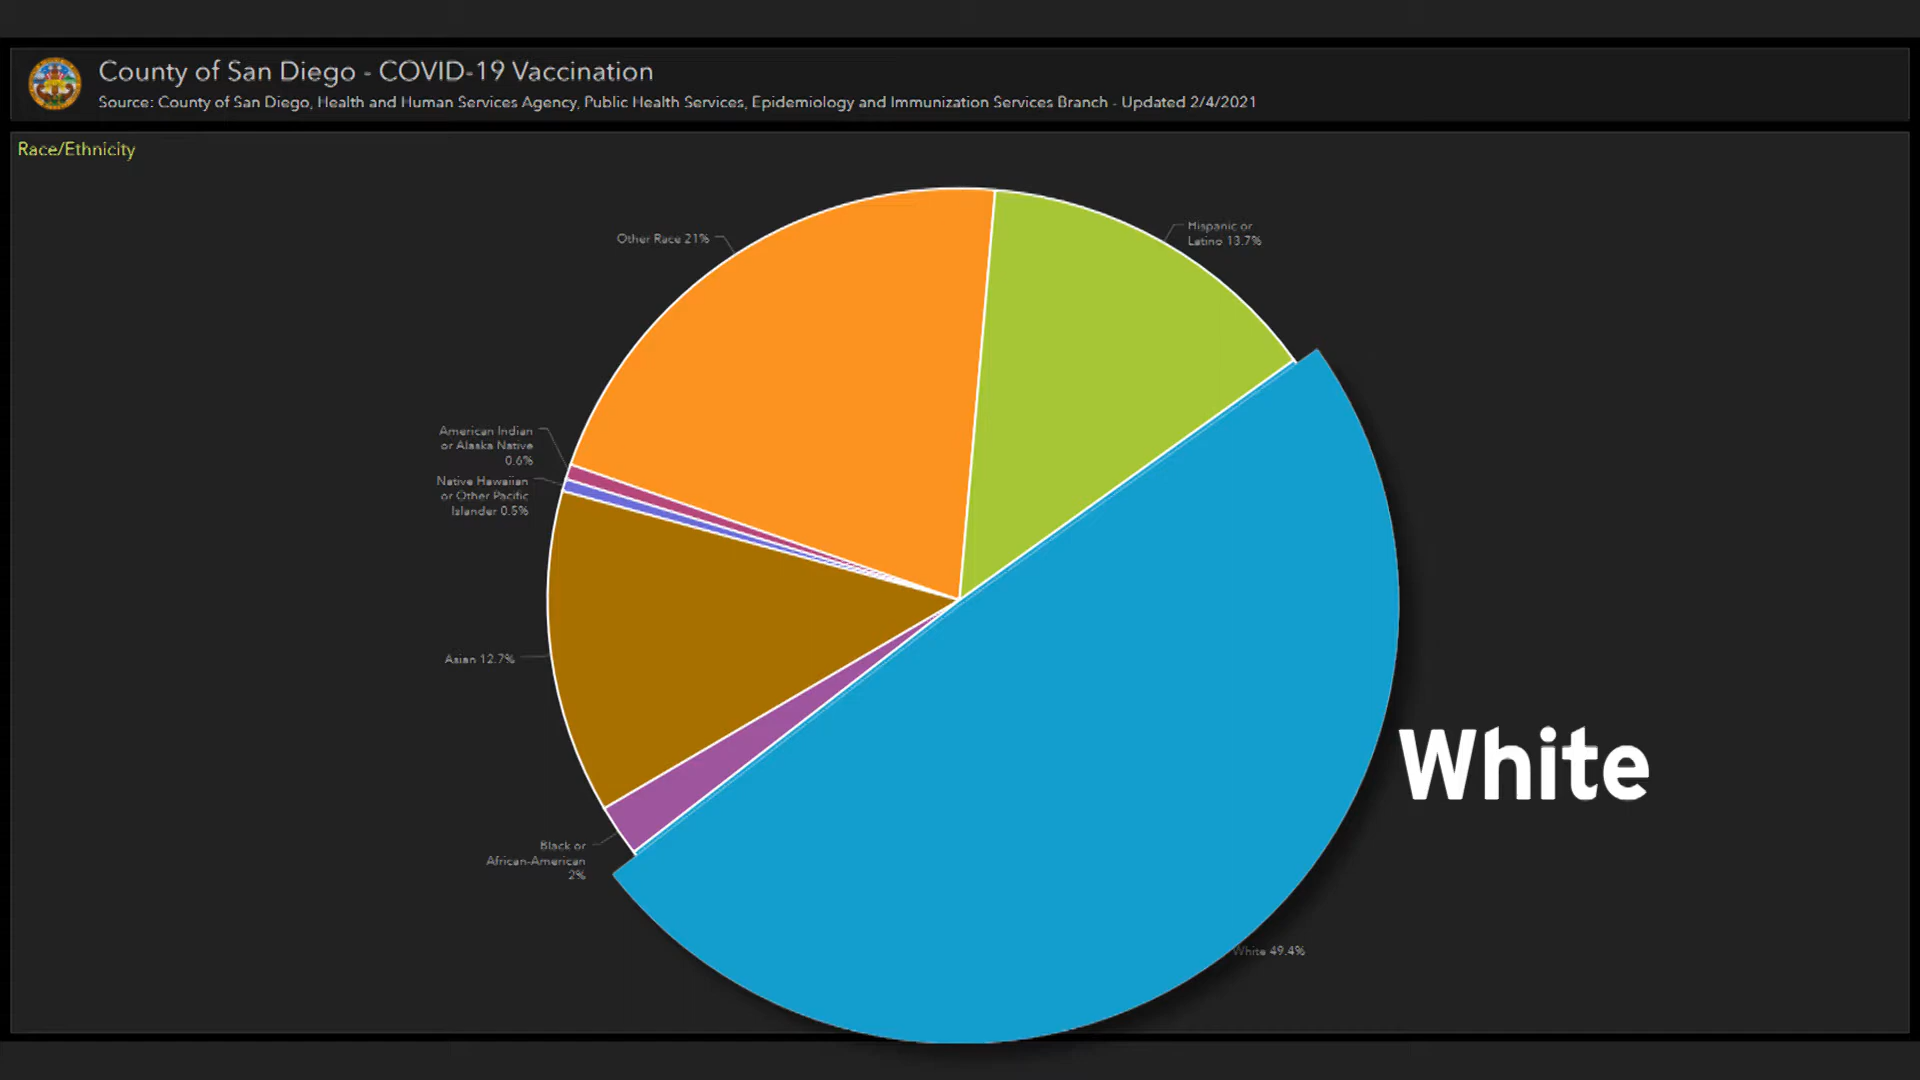 County of San Diego - COVID-19 Vaccination
Source: County of San Diego, Health and Human Services Agency, Public Health Services, Epidemiology and Immunization Services Branch - Updated 2/4/2021
Race/Ethnicity
Hispanic or
Latino 13.7%
Other Race 21%
American Indian
or Alaska Native
0.6%
Native Hawaiian
or Other Pacific
Islander 0.5%
Asian 12.7%
White
Black or
African-American
2%
White 49.4%